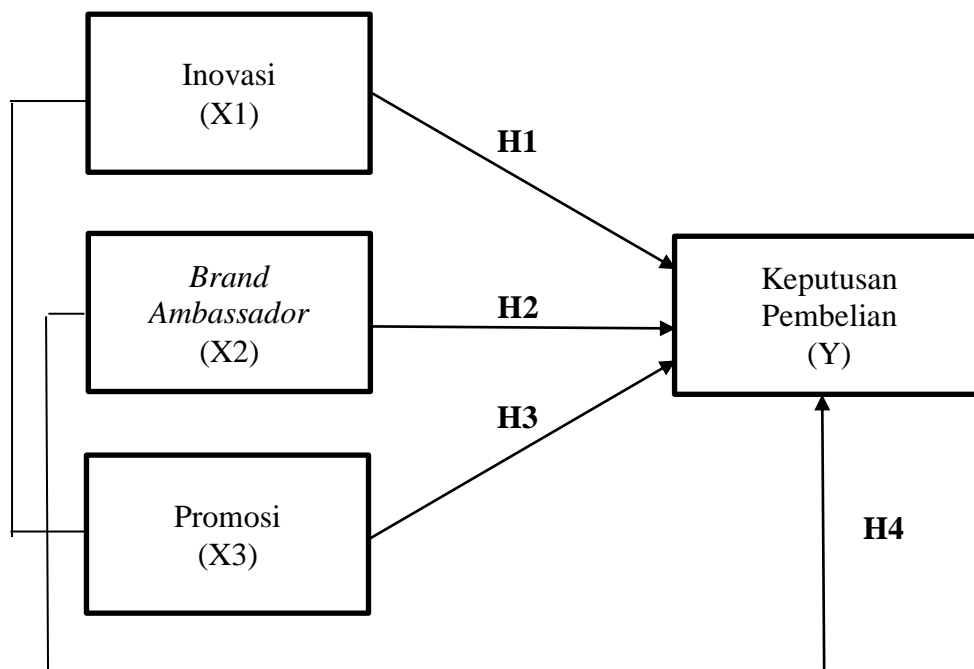 Inovasi
(X1)
H1
Brand
Ambassador
(X2)
H2
Keputusan
Pembelian
(Y)
H3
Promosi
(X3)
H4